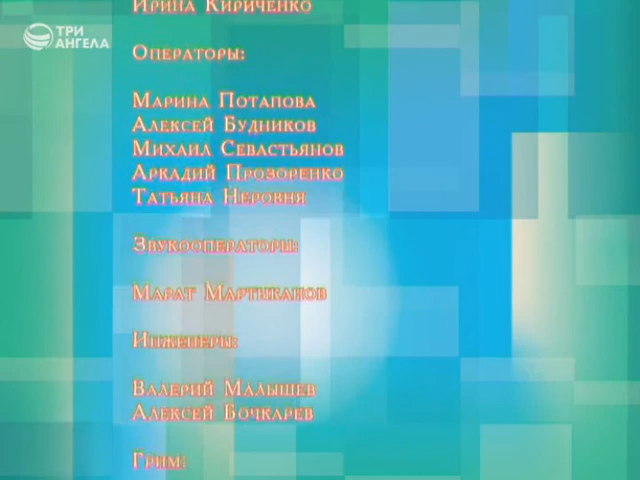 Ирина Кириченко
ТРИ
АНГЕЛА
Операторы:
Марина Потапова
Алексей Будников
Михаил Севастьянов
Аркадий Прозоренко
Татьяна Неровня
Звукооператоры:
Марат Мартыканов
Инженеры:
Валерий Малышев
Алексей Бочкарев
Грим: